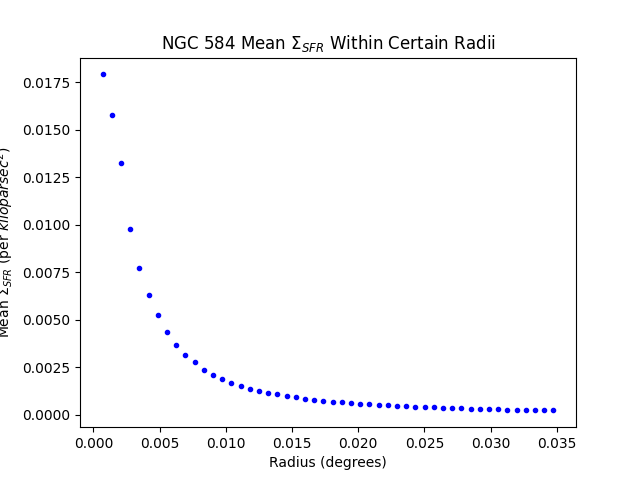 NGC 584 Mean Σ_SFR Within Certain Radii
Mean Σ_SFR (per kiloparsec²)
0.0175
0.0150
0.0125
0.0100
0.0075
0.0050
0.0025
0.0000
0.000 0.005 0.010 0.015 0.020 0.025 0.030 0.035
Radius (degrees)